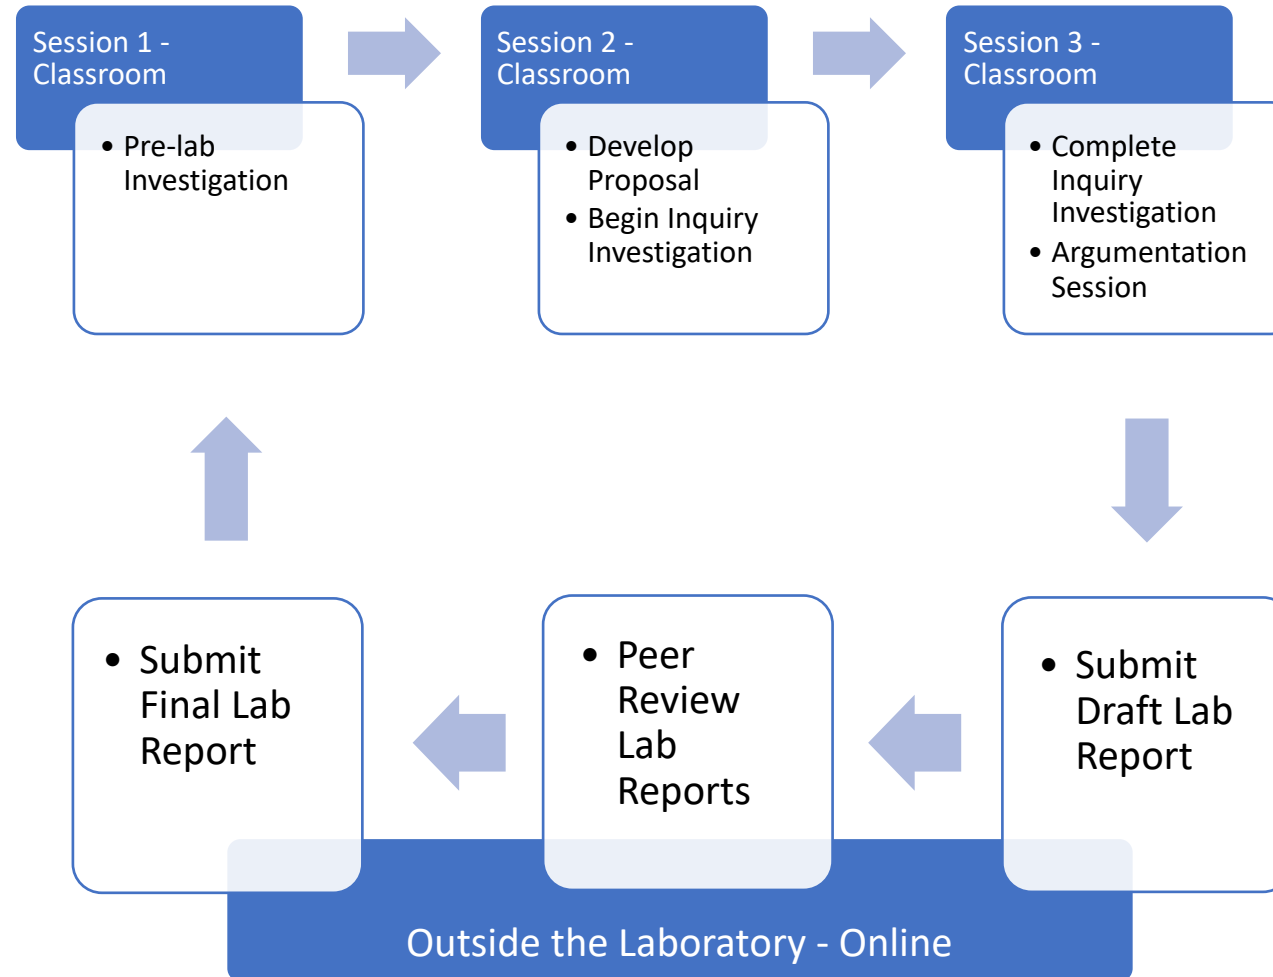 Session 1 -
Classroom
• Pre-lab
Investigation
Session 2 -
Classroom
• Develop
Proposal
• Begin Inquiry
Investigation
Session 3 -
Classroom
• Complete
Inquiry
Investigation
• Argumentation
Session
• Submit
Final Lab
Report
• Peer
Review
Lab
Reports
• Submit
Draft Lab
Report
Outside the Laboratory - Online